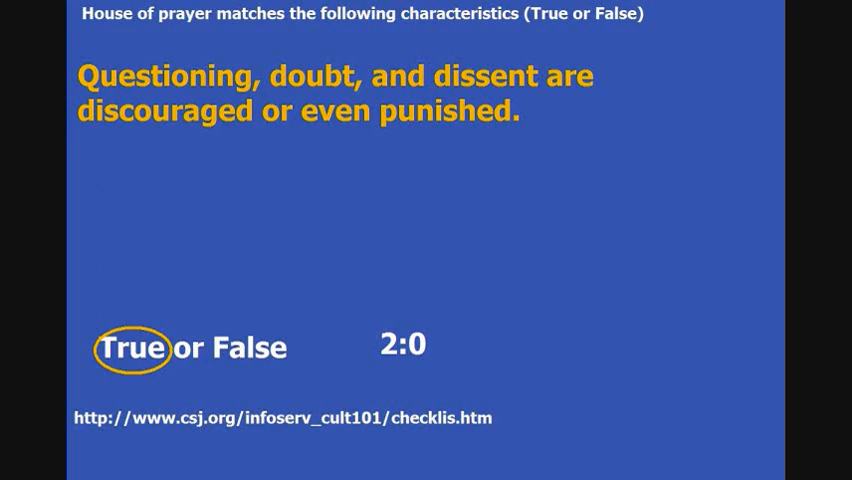 House of prayer matches the following characteristics (True or False)
Questioning, doubt, and dissent are
discouraged or even punished.
True or False
2:0
http://www.csj.org/infoserv_cult101/checklis.htm